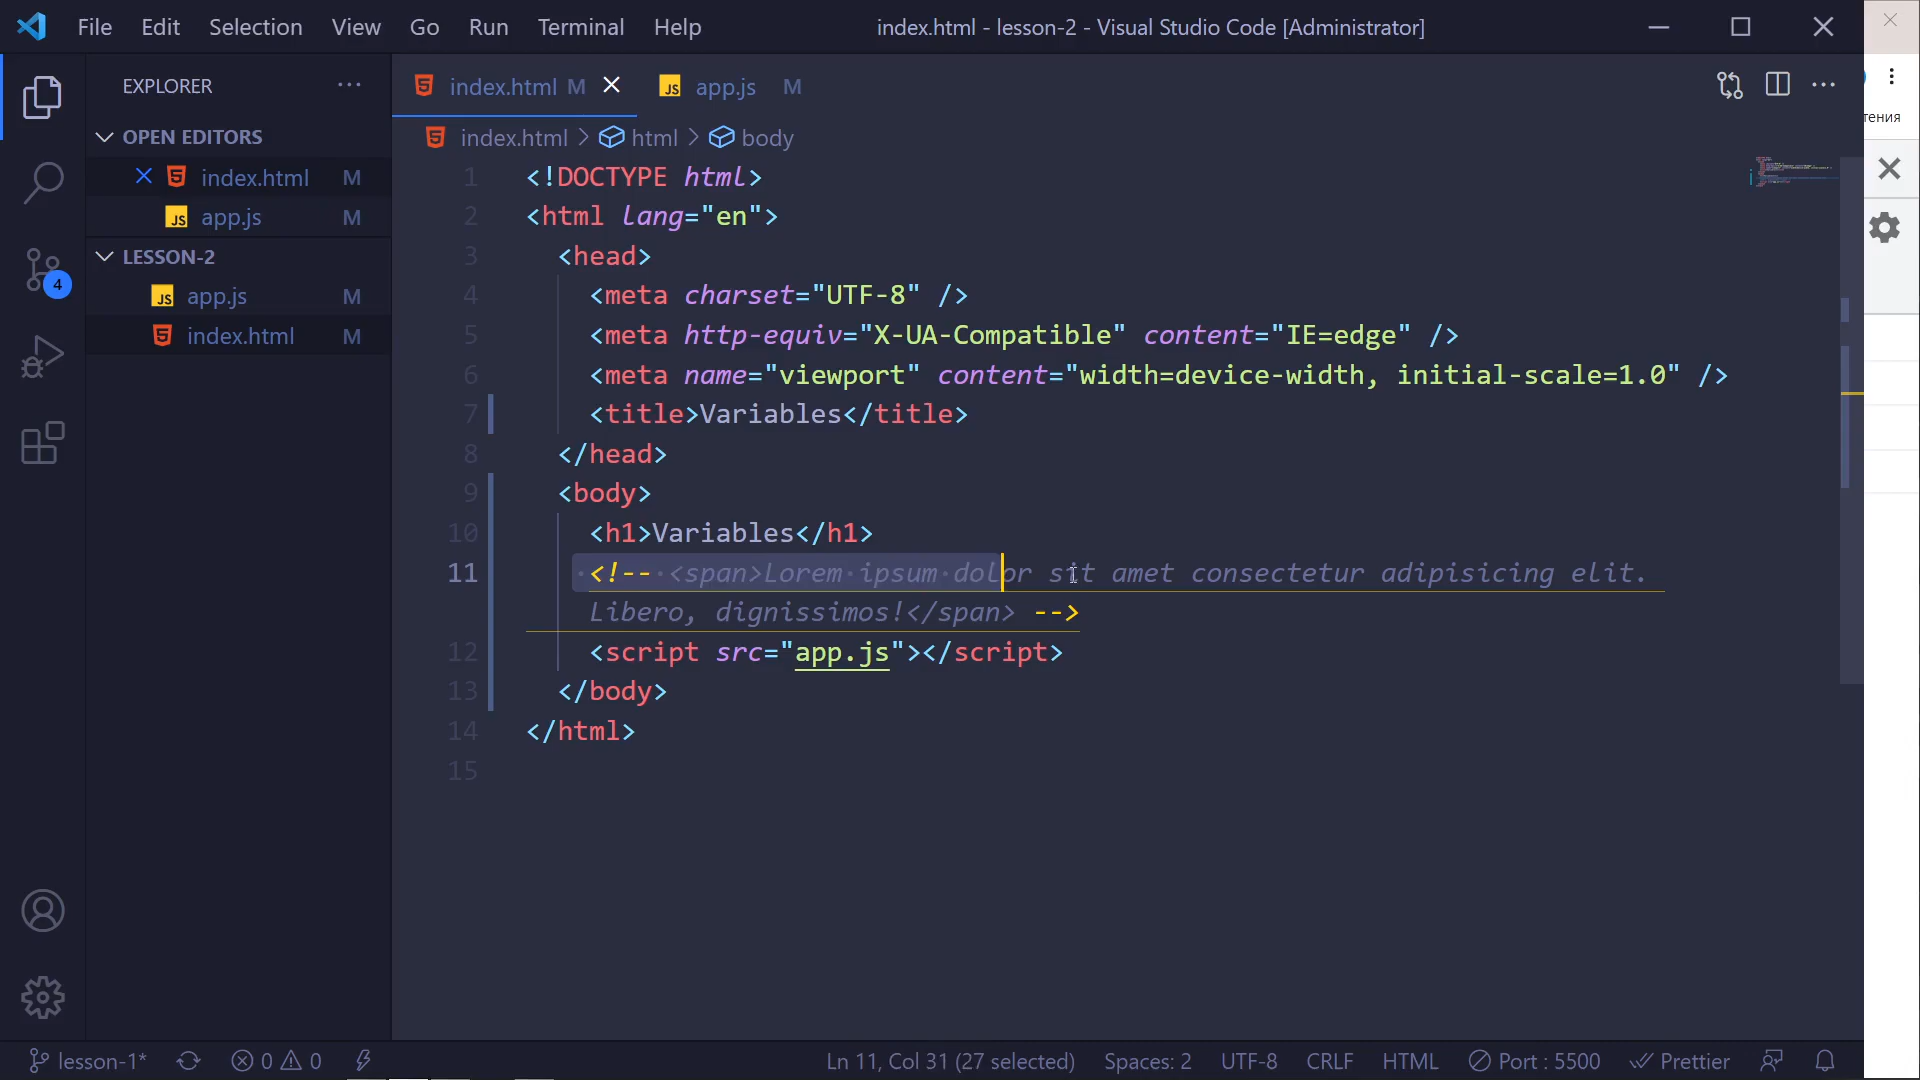 File Edit Selection View Go Run Terminal Help
index.html - lesson-2 - Visual Studio Code [Administrator]
EXPLORER
OPEN EDITORS
index.html M
JS app.js M
LESSON-2
JS app.js M
index.html M
4
index.html M
JS app.js M
index.html > html > body
1 <!DOCTYPE html>
2 <html lang="en">
3 <head>
4 <meta charset="UTF-8" />
5 <meta http-equiv="X-UA-Compatible" content="IE=edge" />
6 <meta name="viewport" content="width=device-width, initial-scale=1.0" />
7 <title>Variables</title>
8 </head>
9 <body>
10 <h1>Variables</h1>
11 <!-- <span>Lorem ipsum dolor sit amet consectetur adipisicing elit.
Libero, dignissimos!</span> -->
12 <script src="app.js"></script>
13 </body>
14 </html>
15
тения
lesson-1* 0 0
Ln 11, Col 31 (27 selected) Spaces: 2 UTF-8 CRLF HTML Port : 5500 Prettier